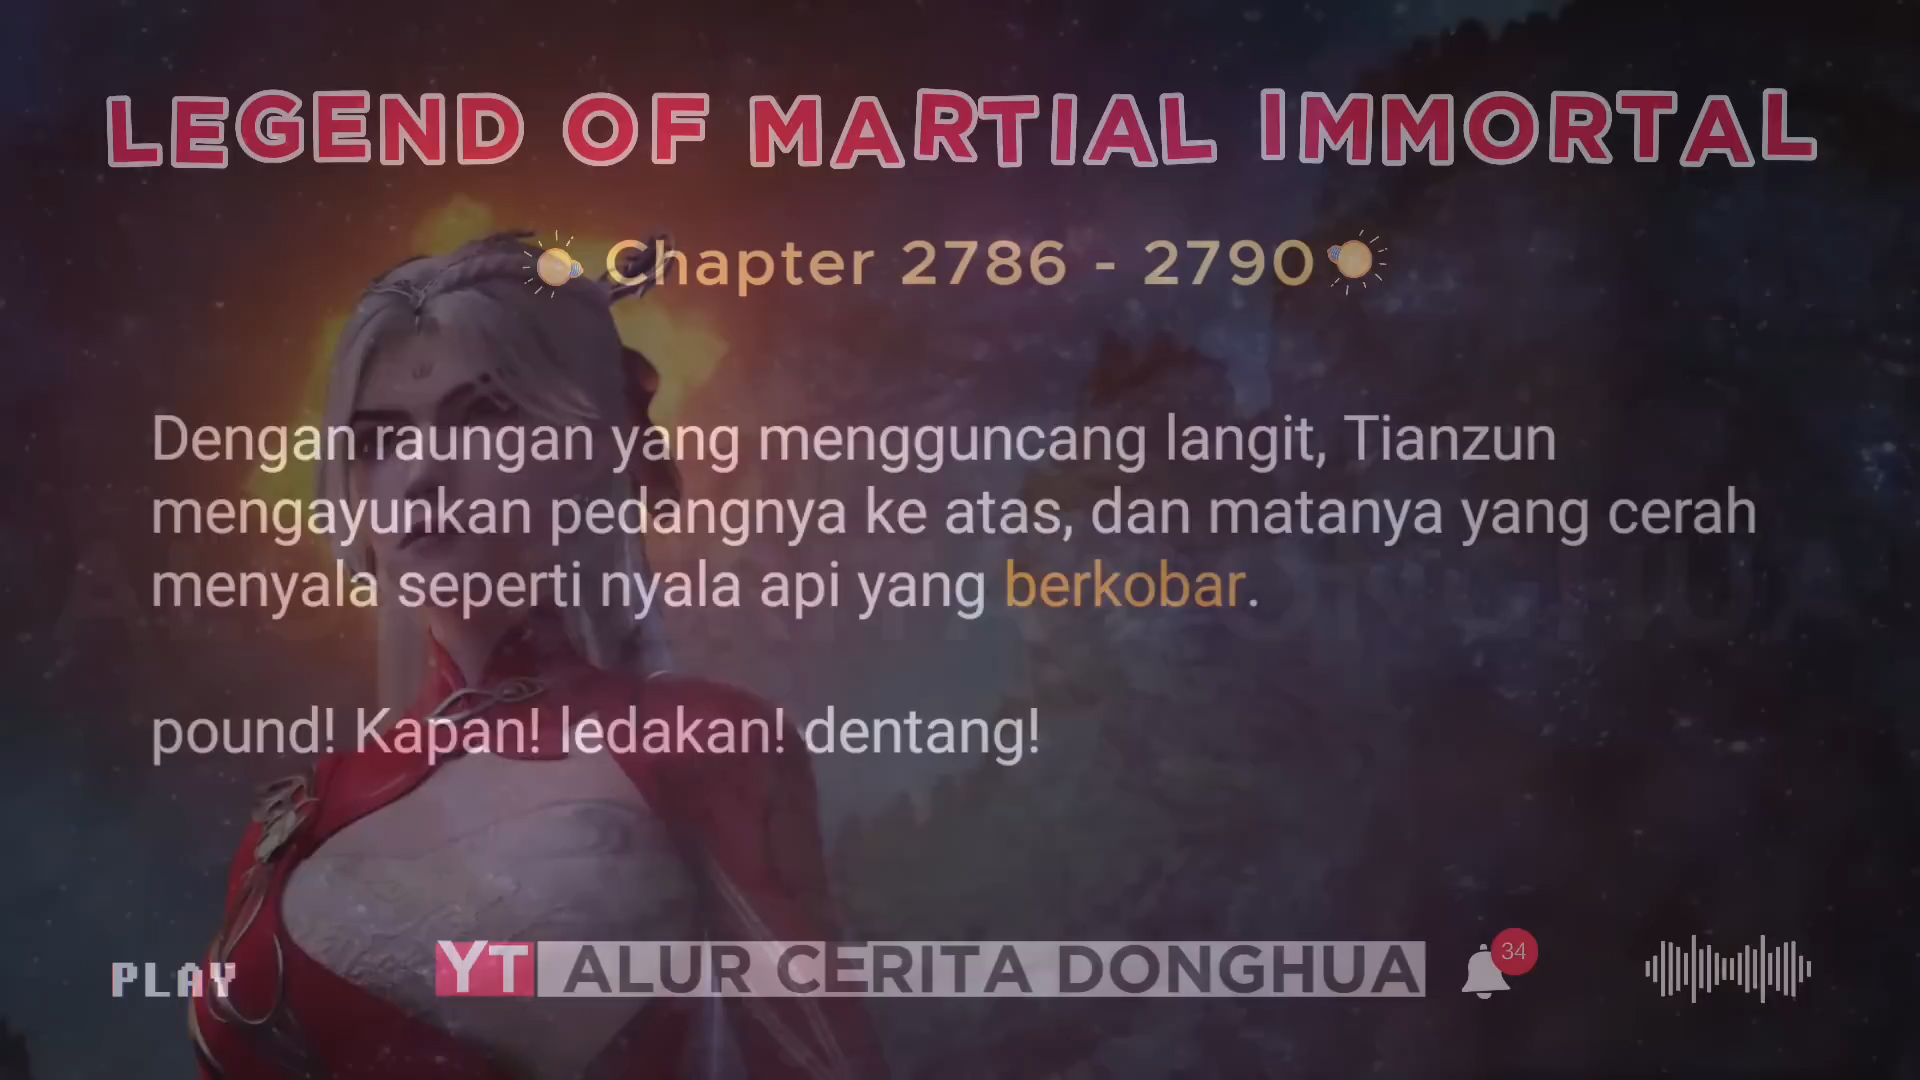 LEGEND OF MARTIAL IMMORTAL
Chapter 2786 - 2790
Dengan raungan yang mengguncang langit, Tianzun
mengayunkan pedangnya ke atas, dan matanya yang cerah
menyala seperti nyala api yang berkobar.
pound! Kapan! ledakan! dentang!
PLAY
YT ALUR CERITA DONGHUA
34